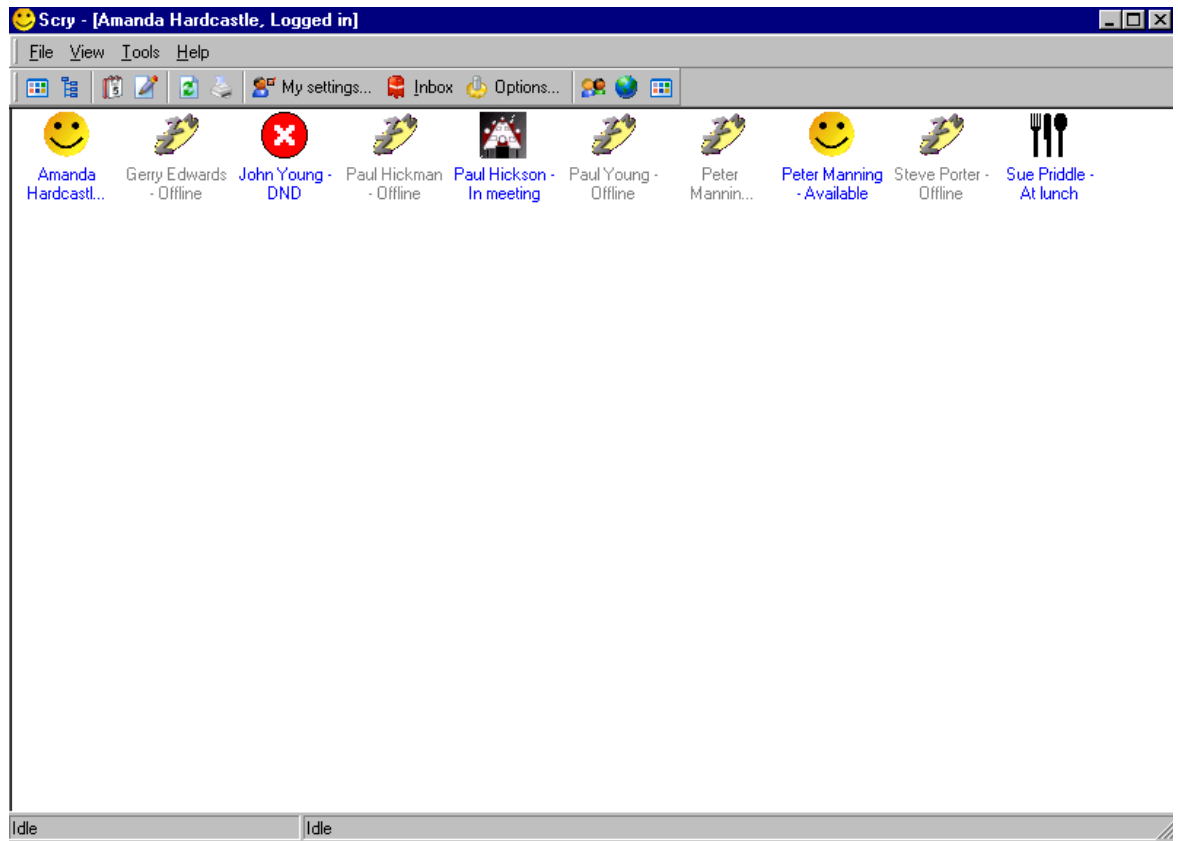 Scry - [Amanda Hardcastle, Logged in]
File View Tools Help
5 My settings... Inbox Options...
Amanda Gerry Edwards John Young - Paul Hickman Paul Hickson - Paul Young - Peter Peter Manning Steve Porter - Sue Priddle -
Hardcastl... - Offline DND - Offline In meeting Offline Mannin... - Available Offline At lunch
Idle Idle